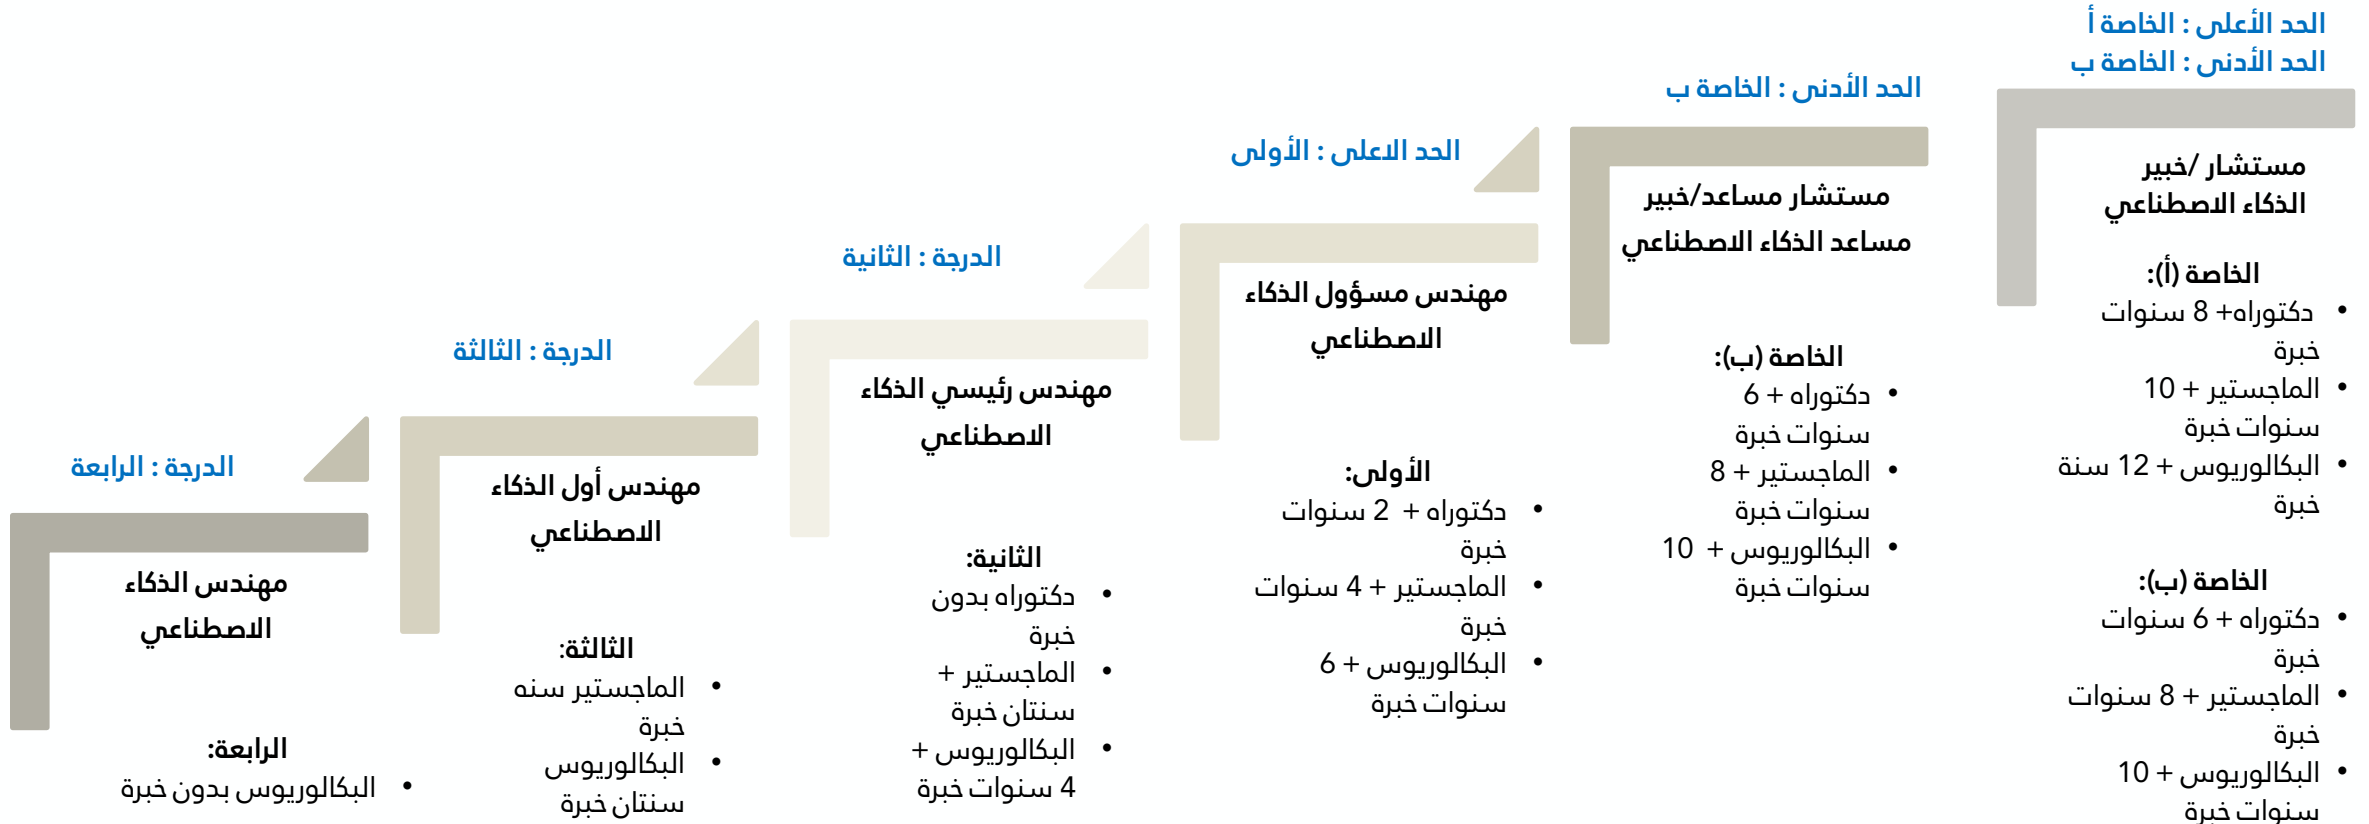 الحد الأعلى : الخاصة أ
الحد الأدنى : الخاصة ب
مستشار /خبير
الذكاء الاصطناعي
الخاصة (أ):
• دكتوراه+ 8 سنوات
خبرة
• الماجستير + 10
سنوات خبرة
• البكالوريوس + 12 سنة
خبرة
الخاصة (ب):
• دكتوراه + 6 سنوات
خبرة
• الماجستير + 8 سنوات
خبرة
• البكالوريوس + 10
سنوات خبرة
الحد الأدنى : الخاصة ب
مستشار مساعد/خبير
مساعد الذكاء الاصطناعي
الخاصة (ب):
• دكتوراه + 6
سنوات خبرة
• الماجستير + 8
سنوات خبرة
• البكالوريوس + 10
سنوات خبرة
الحد الاعلى : الأولى
مهندس مسؤول الذكاء
الاصطناعي
الأولى:
• دكتوراه + 2 سنوات
خبرة
• الماجستير + 4 سنوات
خبرة
• البكالوريوس + 6
سنوات خبرة
الدرجة : الثانية
مهندس رئيسي الذكاء
الاصطناعي
الثانية:
• دكتوراه بدون
خبرة
• الماجستير +
سنتان خبرة
• البكالوريوس +
4 سنوات خبرة
الدرجة : الثالثة
مهندس أول الذكاء
الاصطناعي
الثالثة:
• الماجستير سنه
خبرة
• البكالوريوس
سنتان خبرة
الدرجة : الرابعة
مهندس الذكاء
الاصطناعي
الرابعة:
• البكالوريوس بدون خبرة